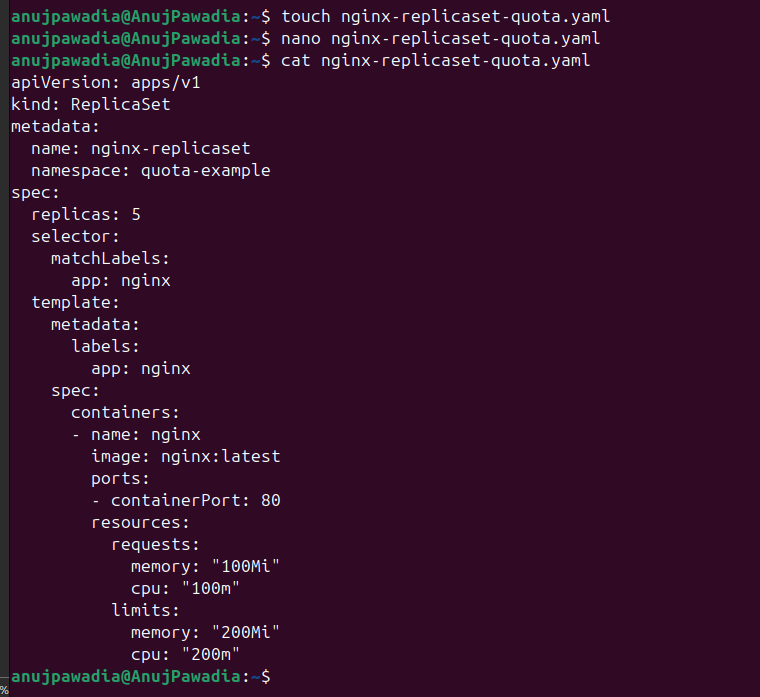 anujpawadia@AnujPawadia:~$ touch nginx-replicaset-quota.yaml
anujpawadia@AnujPawadia:~$ nano nginx-replicaset-quota.yaml
anujpawadia@AnujPawadia:~$ cat nginx-replicaset-quota.yaml
apiVersion: apps/v1
kind: ReplicaSet
metadata:
  name: nginx-replicaset
  namespace: quota-example
spec:
  replicas: 5
  selector:
    matchLabels:
      app: nginx
  template:
    metadata:
      labels:
        app: nginx
    spec:
      containers:
      - name: nginx
        image: nginx:latest
        ports:
        - containerPort: 80
        resources:
          requests:
            memory: "100Mi"
            cpu: "100m"
          limits:
            memory: "200Mi"
            cpu: "200m"
anujpawadia@AnujPawadia:~$
%